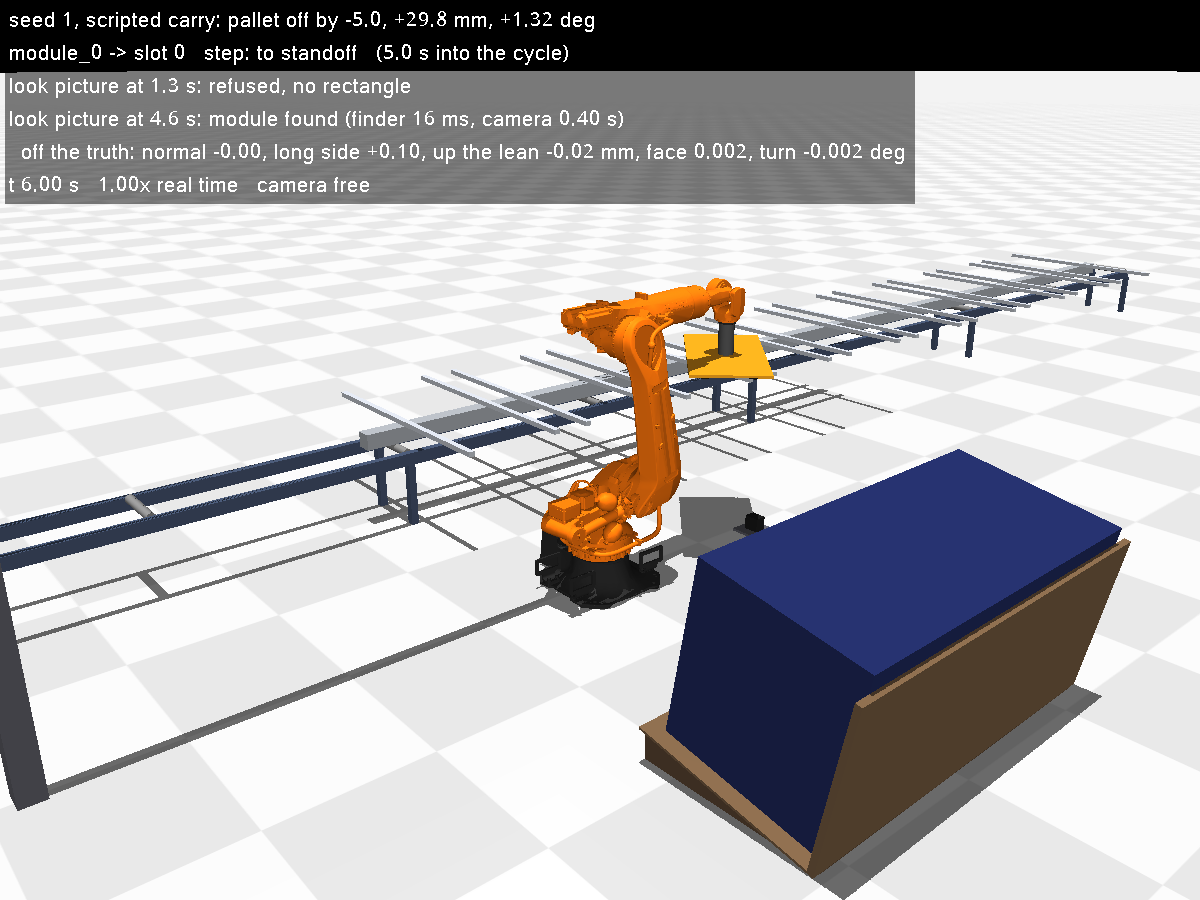 seed 1, scripted carry: pallet off by -5.0, +29.8 mm, +1.32 deg
module_0 -> slot 0   step: to standoff   (5.0 s into the cycle)
look picture at 1.3 s: refused, no rectangle
look picture at 4.6 s: module found (finder 16 ms, camera 0.40 s)
off the truth: normal -0.00, long side +0.10, up the lean -0.02 mm, face 0.002, turn -0.002 deg
t 6.00 s   1.00x real time   camera free